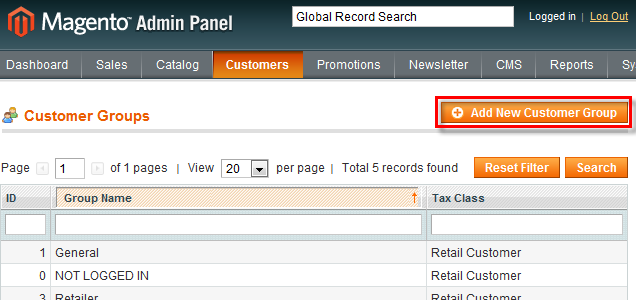 Magento Admin Panel
Global Record Search
Logged in | Log Out
Dashboard Sales Catalog Customers Promotions Newsletter CMS Reports Sy
Customer Groups
Add New Customer Group
Page 1 of 1 pages | View 20 per page | Total 5 records found Reset Filter Search
ID Group Name Tax Class
1 General Retail Customer
0 NOT LOGGED IN Retail Customer
3 Retailer Retail Customer